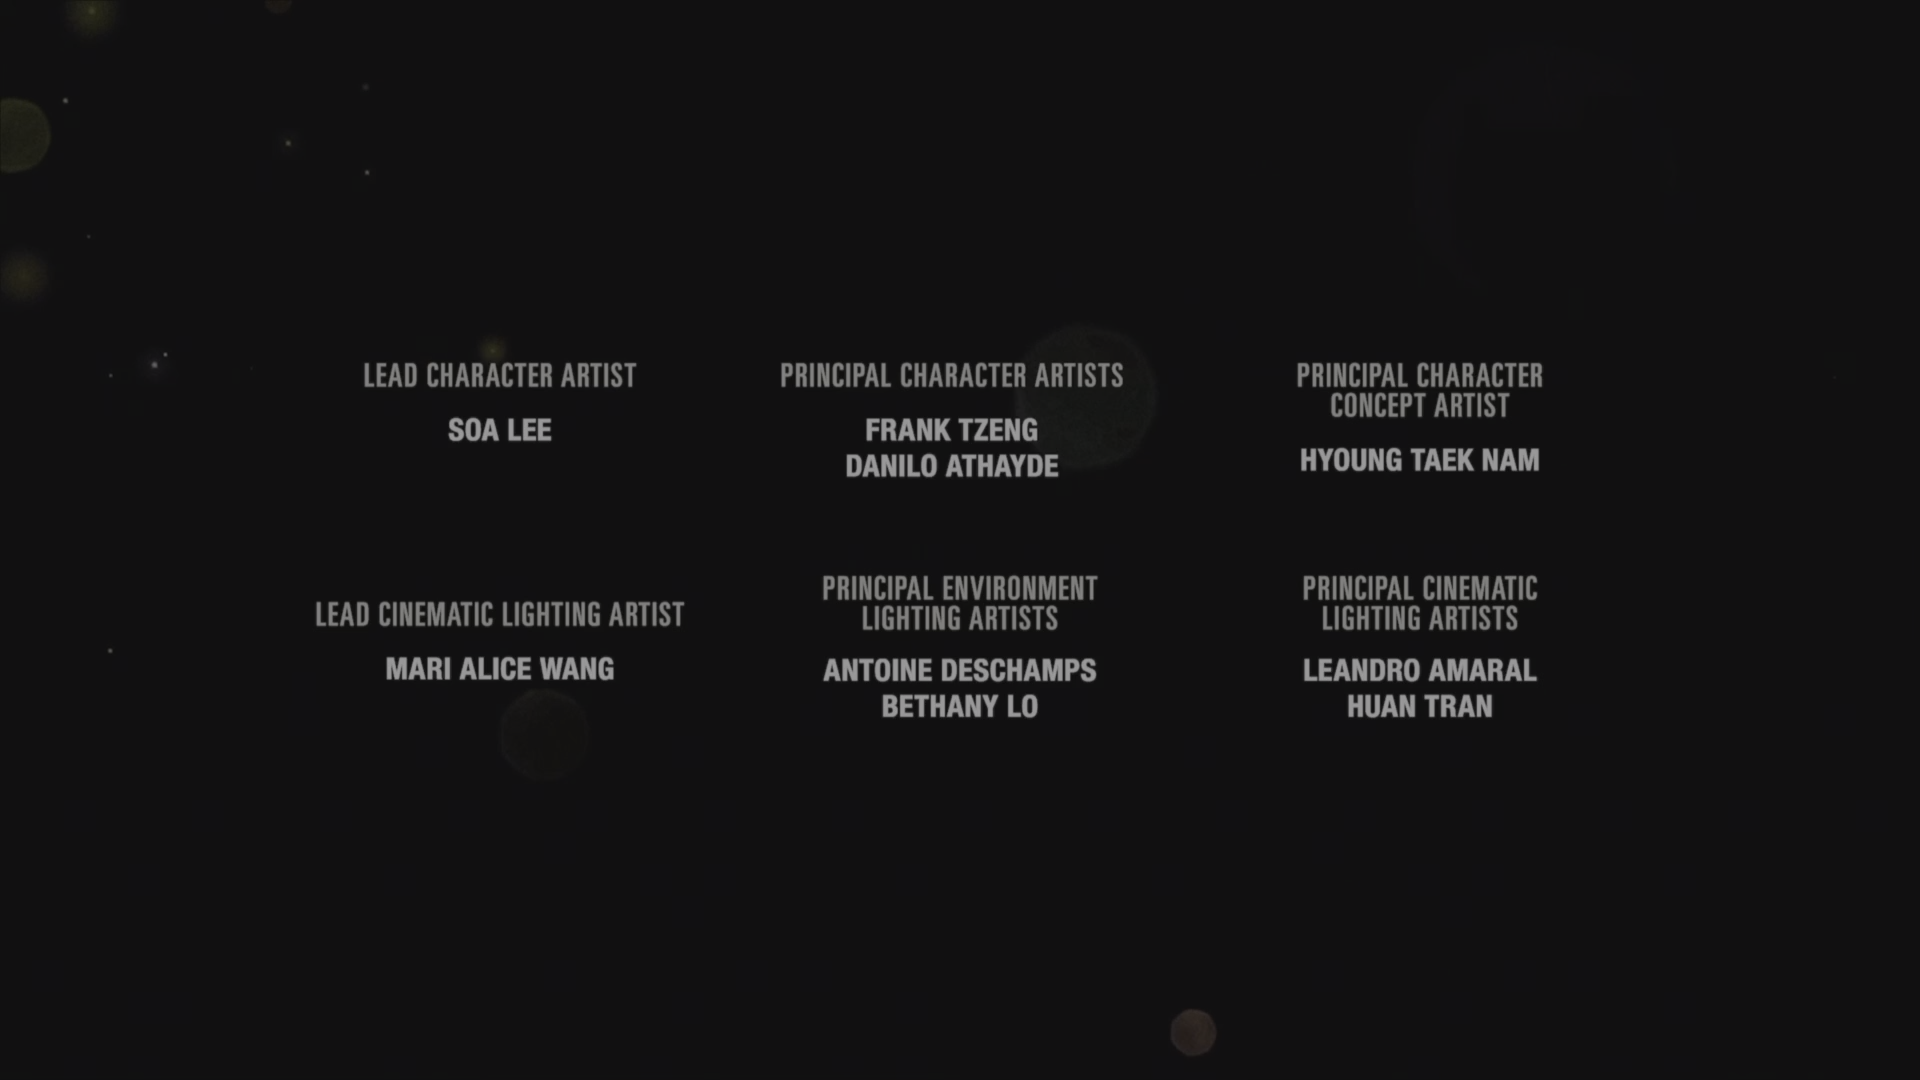 LEAD CHARACTER ARTIST
SOA LEE
PRINCIPAL CHARACTER ARTISTS
FRANK TZENG
DANILO ATHAYDE
PRINCIPAL CHARACTER
CONCEPT ARTIST
HYOUNG TAEK NAM
LEAD CINEMATIC LIGHTING ARTIST
MARI ALICE WANG
PRINCIPAL ENVIRONMENT
LIGHTING ARTISTS
ANTOINE DESCHAMPS
BETHANY LO
PRINCIPAL CINEMATIC
LIGHTING ARTISTS
LEANDRO AMARAL
HUAN TRAN